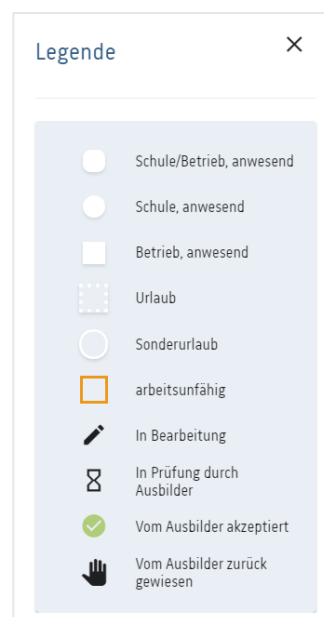 Legende
Schule/Betrieb, anwesend
Schule, anwesend
Betrieb, anwesend
Urlaub
Sonderurlaub
arbeitsunfähig
In Bearbeitung
In Prüfung durch
Ausbilder
Vom Ausbilder akzeptiert
Vom Ausbilder zurück
gewiesen